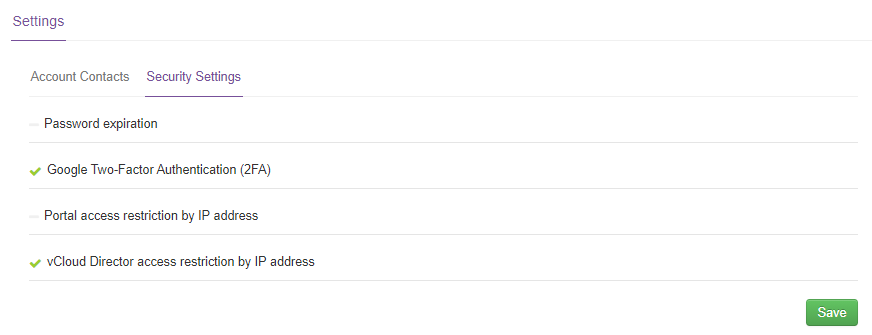 Settings
Account Contacts Security Settings
Password expiration
Google Two-Factor Authentication (2FA)
Portal access restriction by IP address
vCloud Director access restriction by IP address
Save